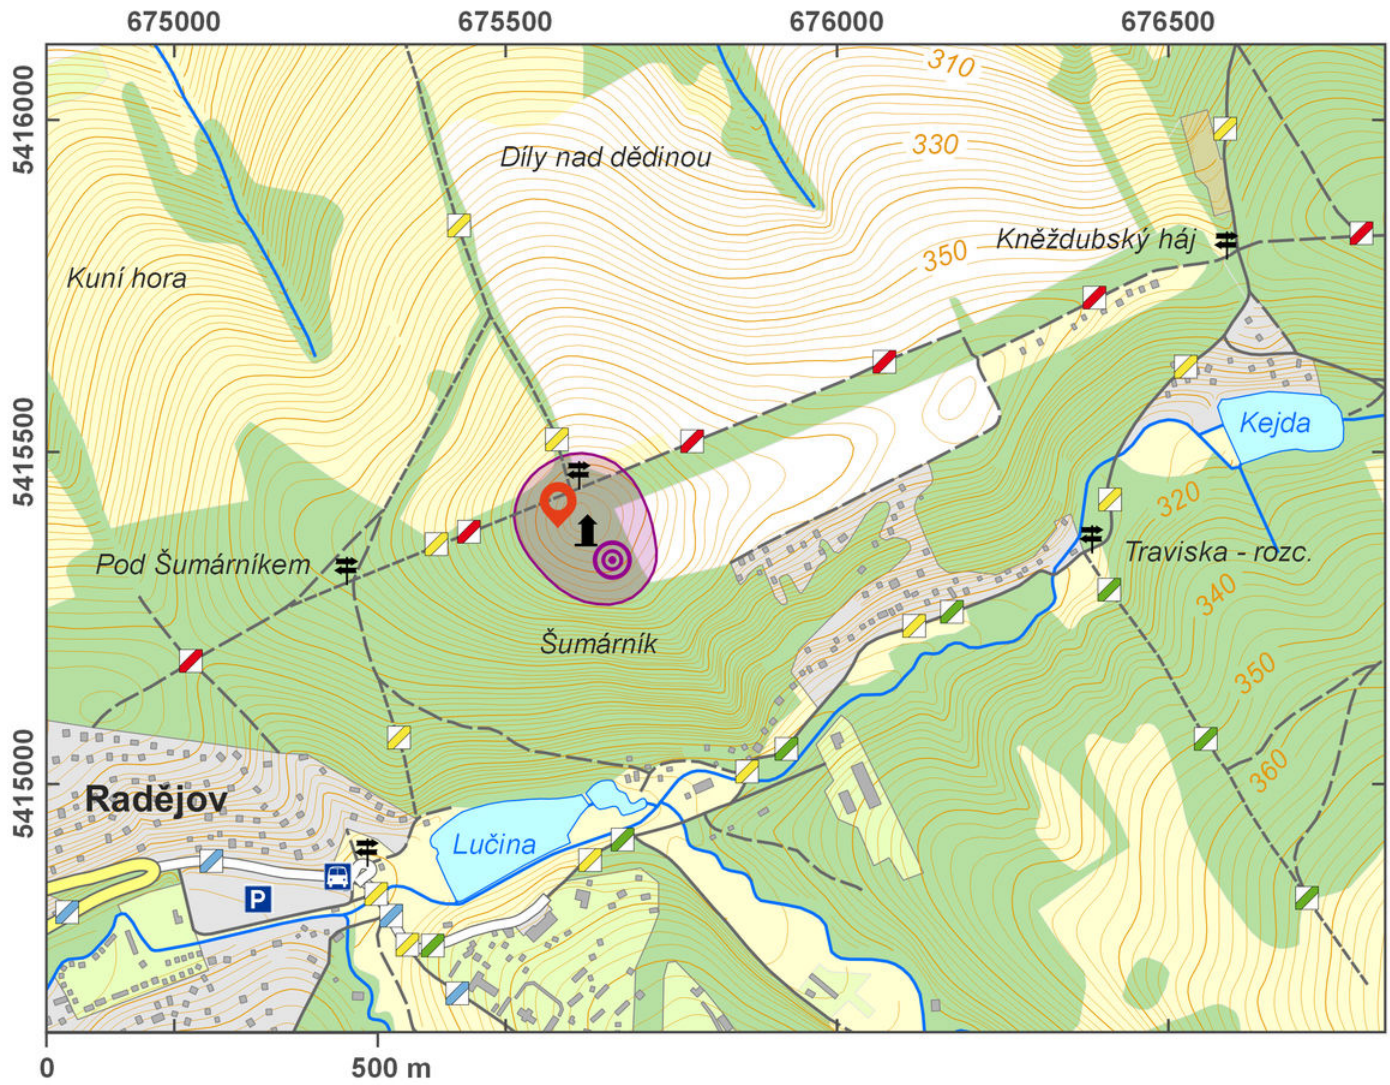 675000 675500 676000 676500
5416000
5415500
5415000
310
330
350
Díly nad dědinou
Kněždubský háj
Kuní hora
Kejda
320
Pod Šumárníkem
Traviska - rozc.
340
Šumárník
350
360
Radějov
Lučina
P
0 500 m